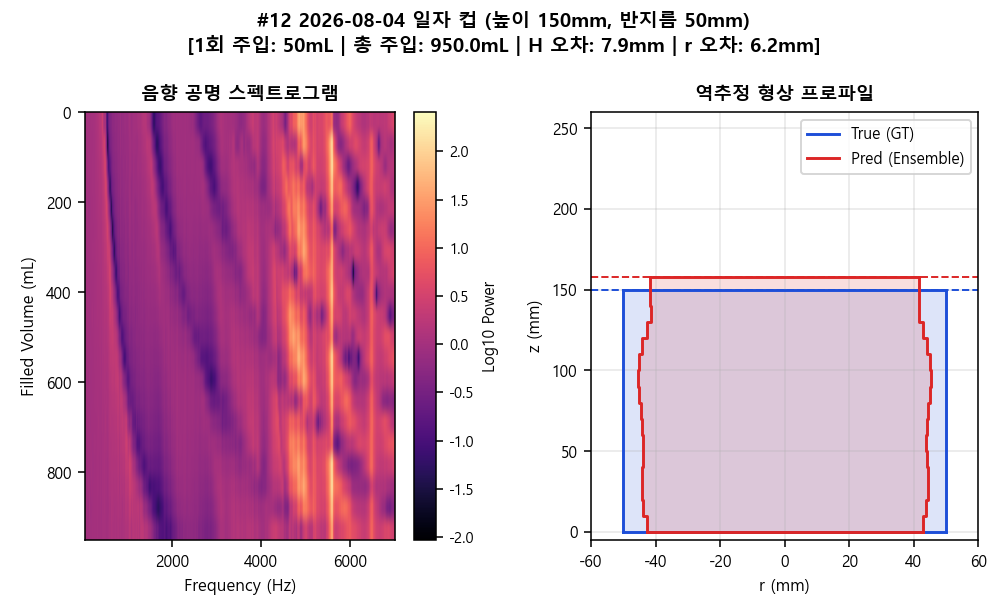 #12 2026-08-04 일자 컵 (높이 150mm, 반지름 50mm)
[1회 주입: 50mL | 총 주입: 950.0mL | H 오차: 7.9mm | r 오차: 6.2mm]
음향 공명 스펙트로그램
0
200
400
600
800
Filled Volume (mL)
2000
4000
6000
Frequency (Hz)
2.0
1.5
1.0
0.5
0.0
-0.5
-1.0
-1.5
-2.0
Log10 Power
역추정 형상 프로파일
True (GT)
Pred (Ensemble)
250
200
150
100
50
0
z (mm)
-60
-40
-20
0
20
40
60
r (mm)